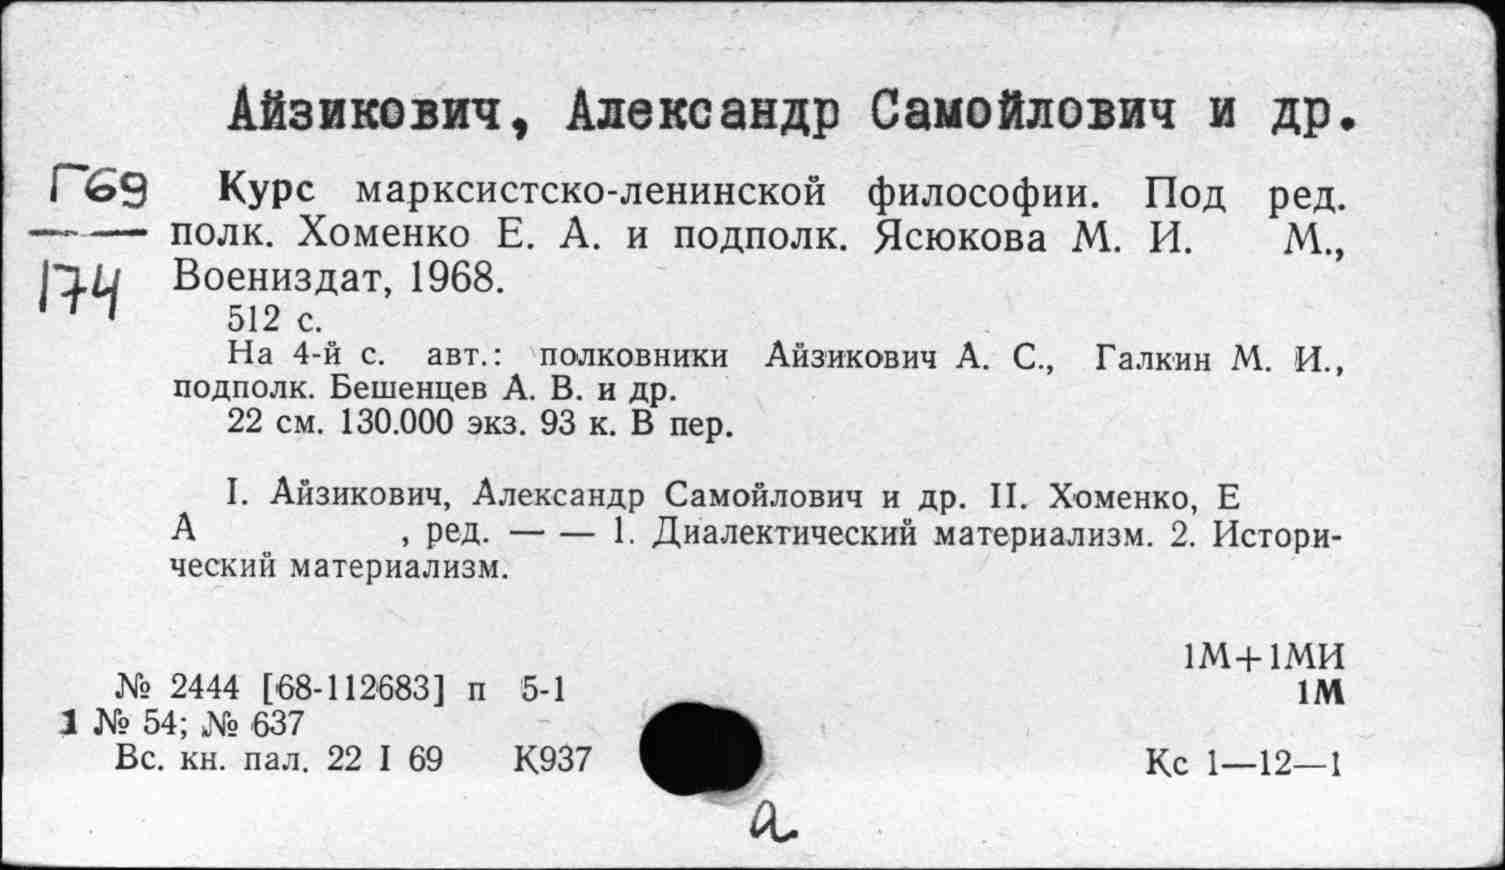 Айзикович, Александр Самойлович и др.
Г69
174
Курс марксистско-ленинской философии. Под ред.
полк. Хоменко Е. А. и подполк. Ясюкова М. И. М.,
Воениздат, 1968.
512 с.
На 4-й с. авт.: полковники Айзикович А. С., Галкин М. И.,
подполк. Бешенцев А. В. и др.
22 см. 130.000 экз. 93 к. В пер.
I. Айзикович, Александр Самойлович и др. II. Хоменко, Е
А , ред. — — 1. Диалектический материализм. 2. Истори-
ческий материализм.
1М+1МИ
№ 2444 [68-112683] п 5-1
1М
1 № 54; № 637
Вс. кн. пал. 22 I 69 К937
Кс 1—12—1
а